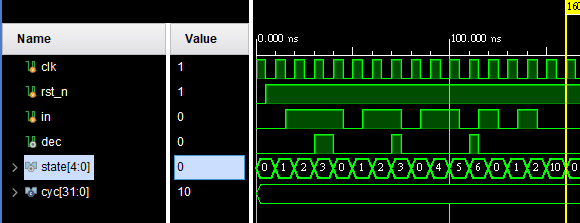 160
Name Value
0.000 ns 100.000 ns
clk 1
rst_n 1
in 0
dec 0
state[4:0] 0 0 1 2 3 0 1 2 3 0 4 5 6 0 1 2 10 0
cyc[31:0] 10